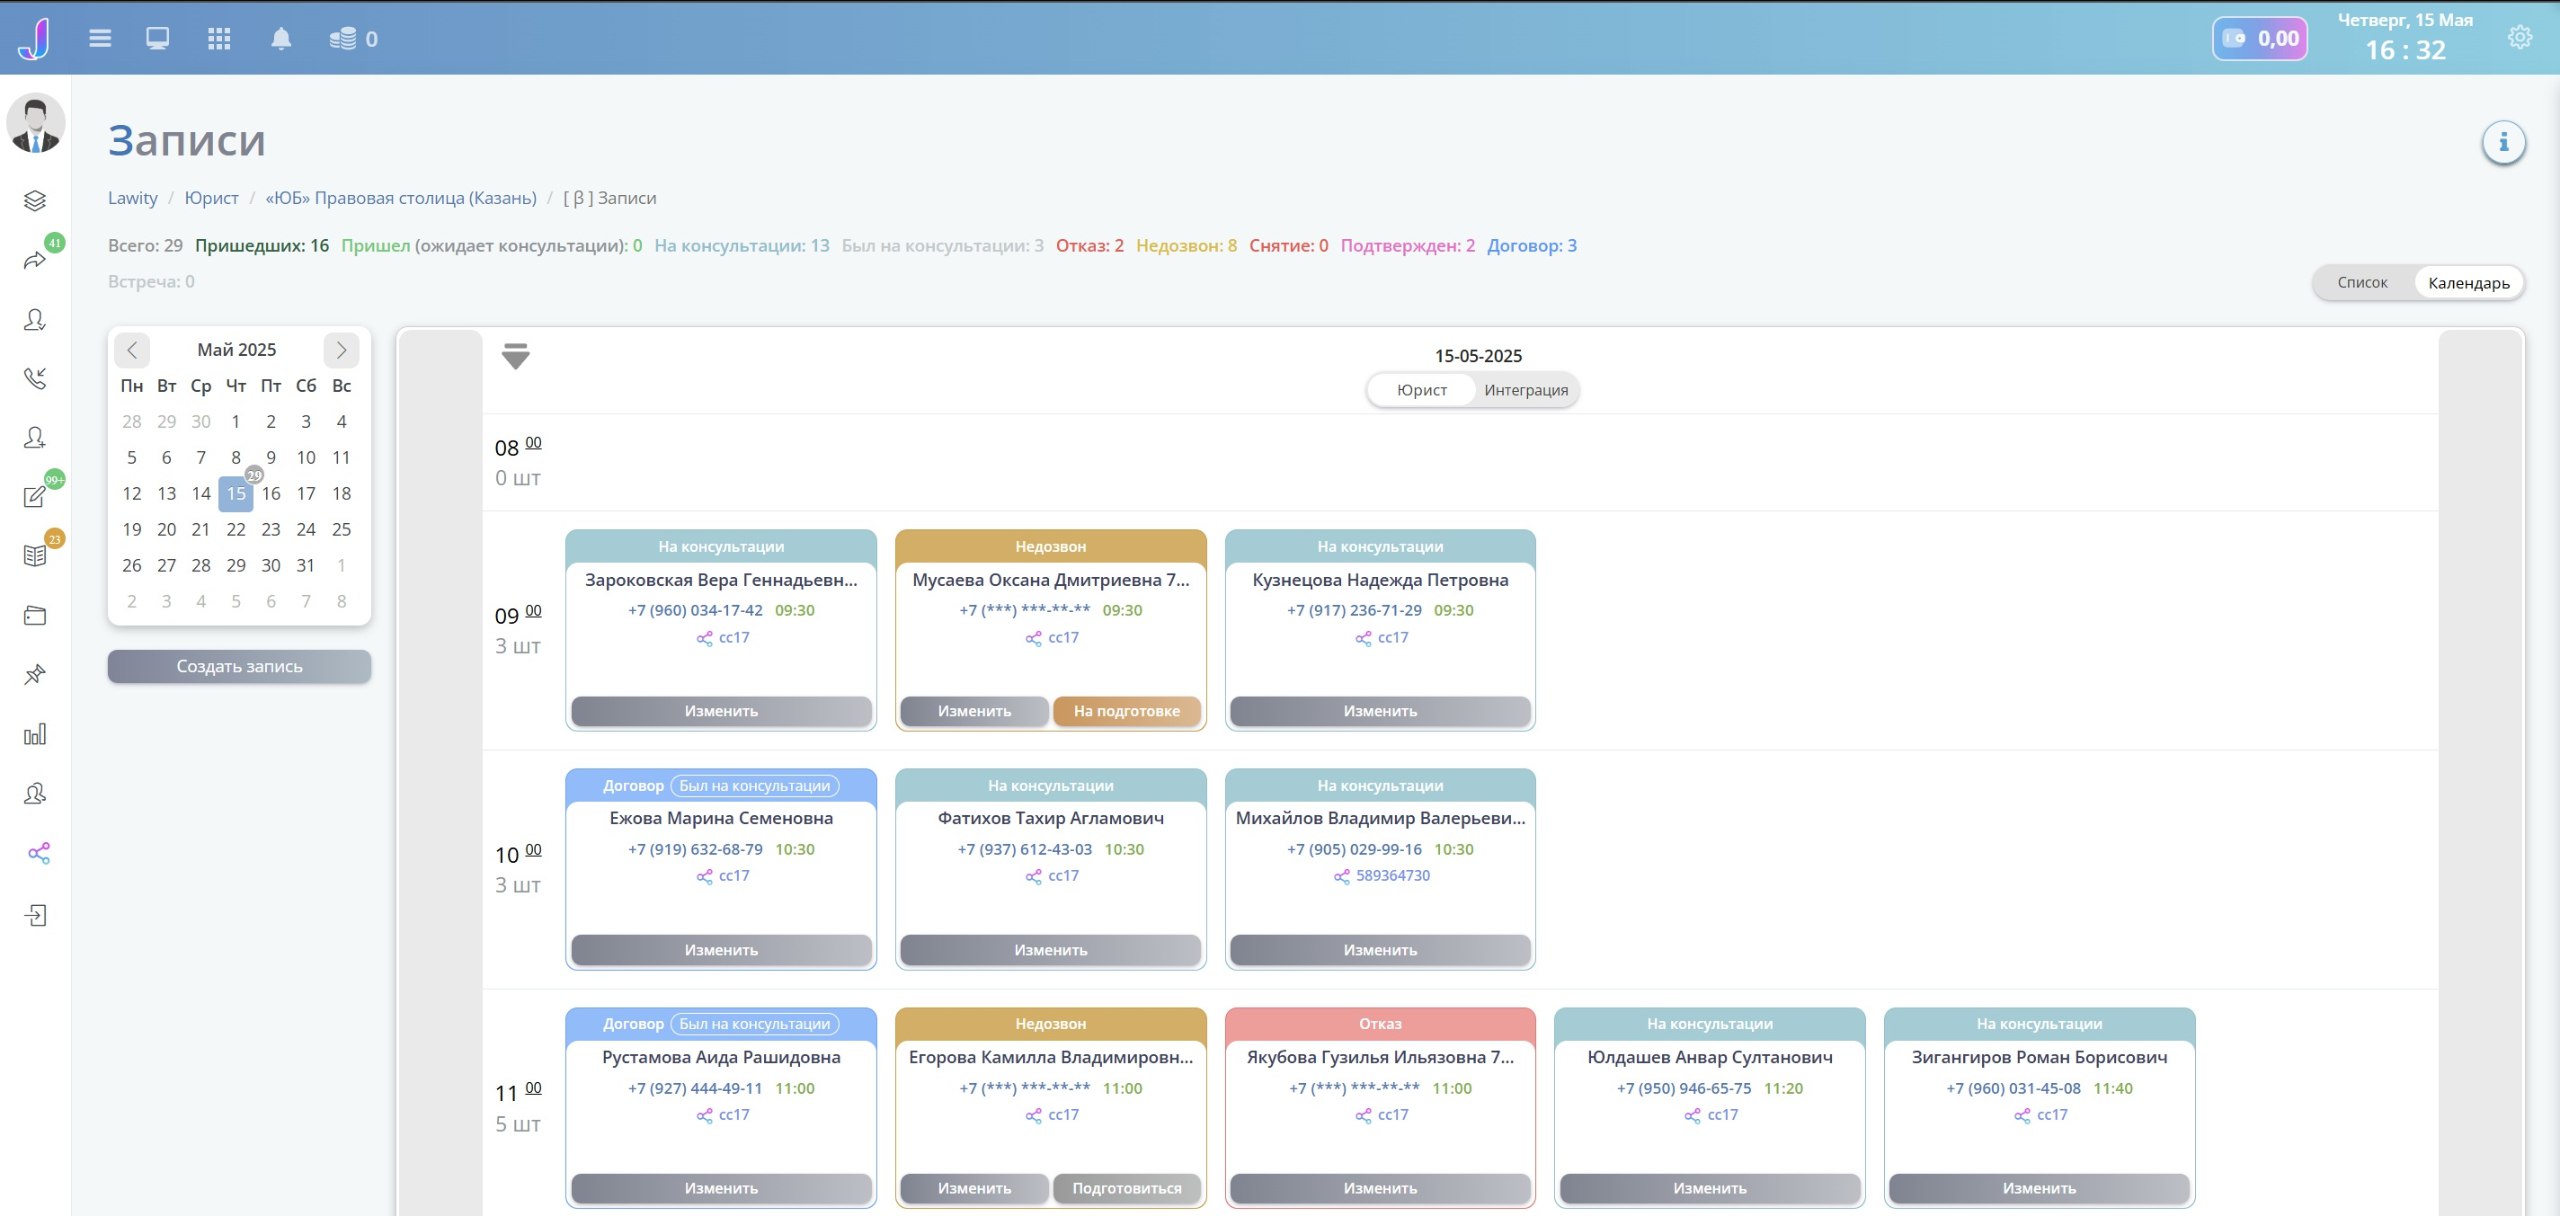 0
0,00
Четверг, 15 Мая
16 : 32
Записи
Lawity / Юрист / «ЮБ» Правовая столица (Казань) / [ β ] Записи
Всего: 29 Пришедших: 16 Пришел (ожидает консультации): 0 На консультации: 13 Был на консультации: 3 Отказ: 2 Недозвон: 8 Снятие: 0 Подтвержден: 2 Договор: 3
Встреча: 0
Список Календарь
41
99+
23
Май 2025
Пн Вт Ср Чт Пт Сб Вс
28 29 30 1 2 3 4
5 6 7 8 9 10 11
29
12 13 14 15 16 17 18
19 20 21 22 23 24 25
26 27 28 29 30 31 1
2 3 4 5 6 7 8
Создать запись
15-05-2025
Юрист Интеграция
08 00
0 шт
09 00
3 шт
На консультации
Зароковская Вера Геннадьевн...
+7 (960) 034-17-42 09:30
cc17
Изменить
Недозвон
Мусаева Оксана Дмитриевна 7...
+7 (***) ***-**-** 09:30
cc17
Изменить На подготовке
На консультации
Кузнецова Надежда Петровна
+7 (917) 236-71-29 09:30
cc17
Изменить
10 00
3 шт
Договор Был на консультации
Ежова Марина Семеновна
+7 (919) 632-68-79 10:30
cc17
Изменить
На консультации
Фатихов Тахир Агламович
+7 (937) 612-43-03 10:30
cc17
Изменить
На консультации
Михайлов Владимир Валерьеви...
+7 (905) 029-99-16 10:30
589364730
Изменить
11 00
5 шт
Договор Был на консультации
Рустамова Аида Рашидовна
+7 (927) 444-49-11 11:00
cc17
Изменить
Недозвон
Егорова Камилла Владимировн...
+7 (***) ***-**-** 11:00
cc17
Изменить Подготовиться
Отказ
Якубова Гузилья Ильязовна 7...
+7 (***) ***-**-** 11:00
cc17
Изменить
На консультации
Юлдашев Анвар Султанович
+7 (950) 946-65-75 11:20
cc17
Изменить
На консультации
Зигангиров Роман Борисович
+7 (960) 031-45-08 11:40
cc17
Изменить